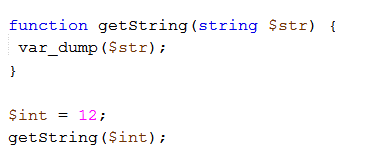 function getString(string $str) {
 var_dump($str);
}

$int = 12;
getString($int);